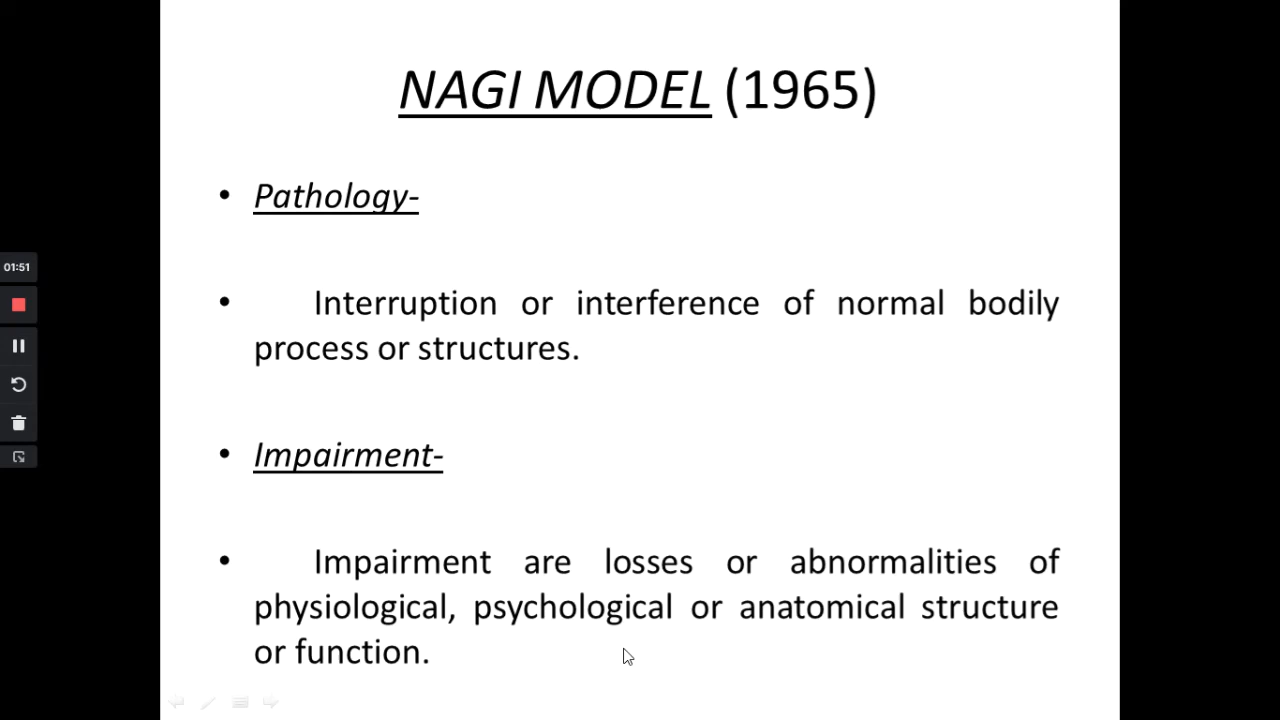 NAGI MODEL (1965)
• Pathology-
• Interruption or interference of normal bodily
process or structures.
01:51
• Impairment-
• Impairment are losses or abnormalities of
physiological, psychological or anatomical structure
or function.